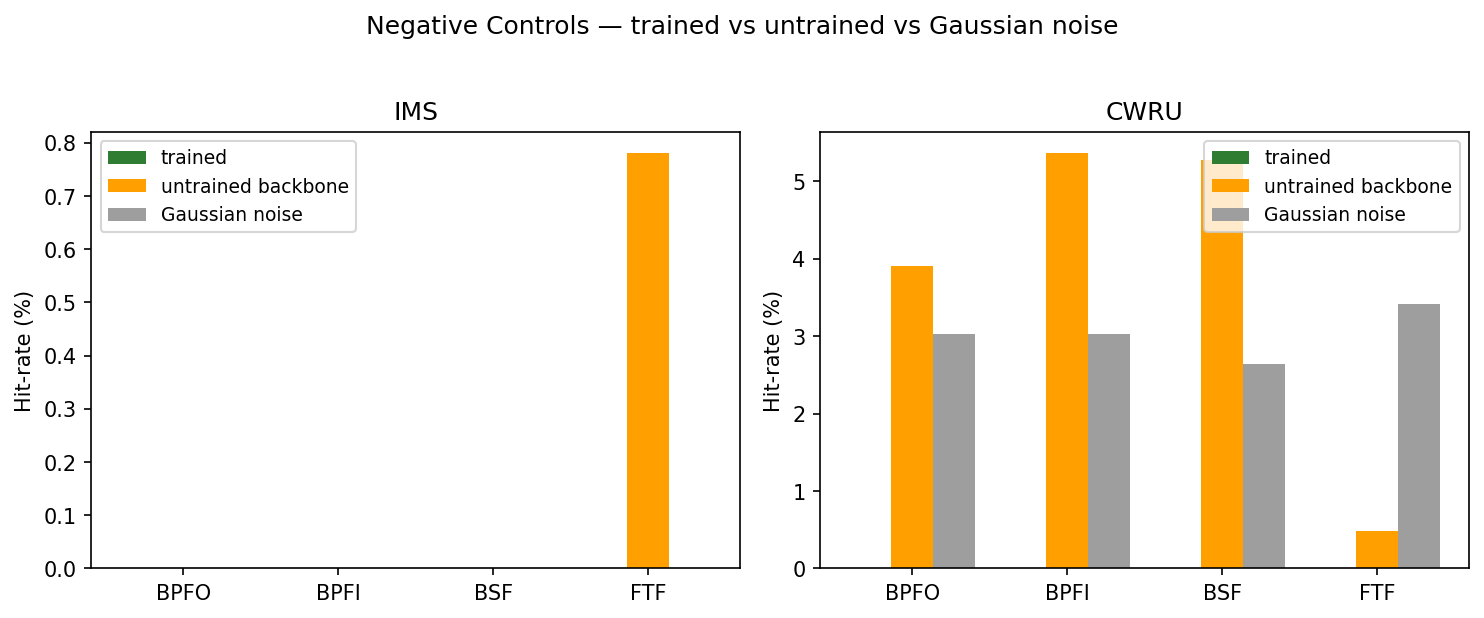 Negative Controls — trained vs untrained vs Gaussian noise
IMS
trained
untrained backbone
Gaussian noise
Hit-rate (%)
0.8
0.7
0.6
0.5
0.4
0.3
0.2
0.1
0.0
BPFO BPFI BSF FTF
CWRU
trained
untrained backbone
Gaussian noise
Hit-rate (%)
5
4
3
2
1
0
BPFO BPFI BSF FTF